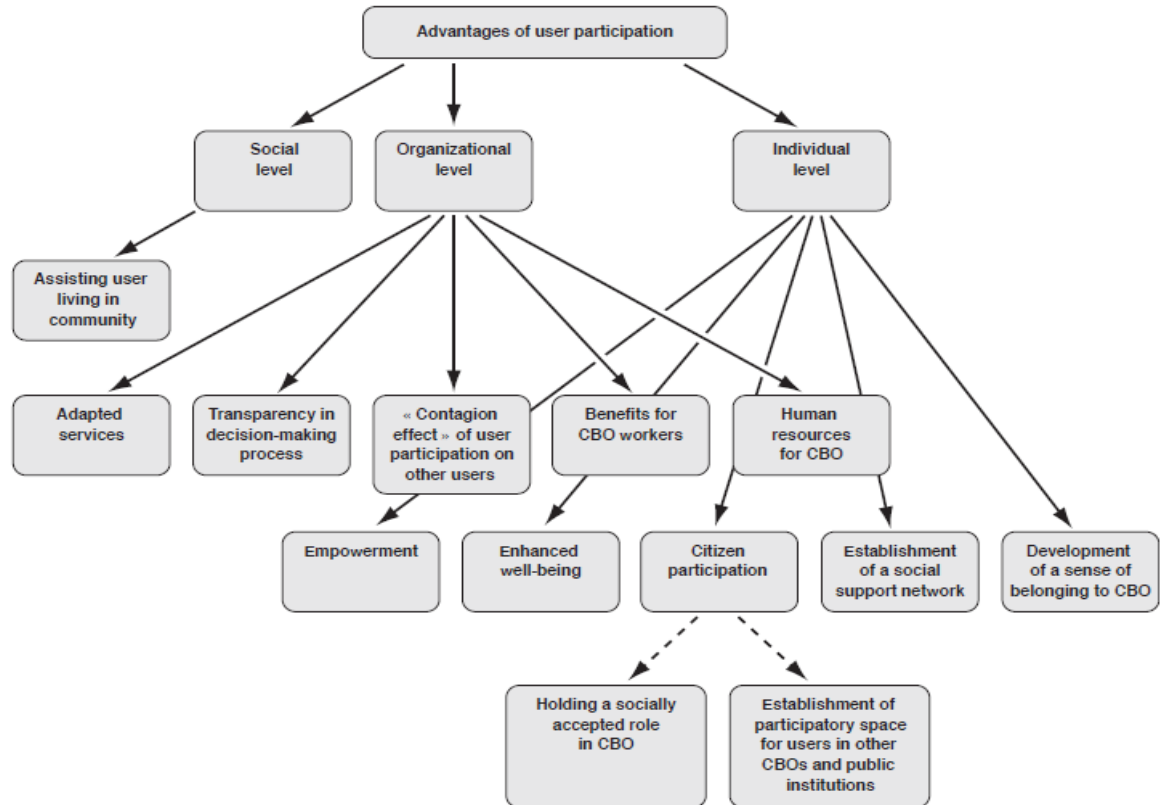 Advantages of user participation
Social
level
Organizational
level
Individual
level
Assisting user
living in
community
Adapted
services
Transparency in
decision-making
process
« Contagion
effect » of user
participation on
other users
Benefits for
CBO workers
Human
resources
for CBO
Empowerment
Enhanced
well-being
Citizen
participation
Establishment
of a social
support network
Development
of a sense of
belonging to CBO
Holding a socially
accepted role
in CBO
Establishment of
participatory space
for users in other
CBOs and public
institutions